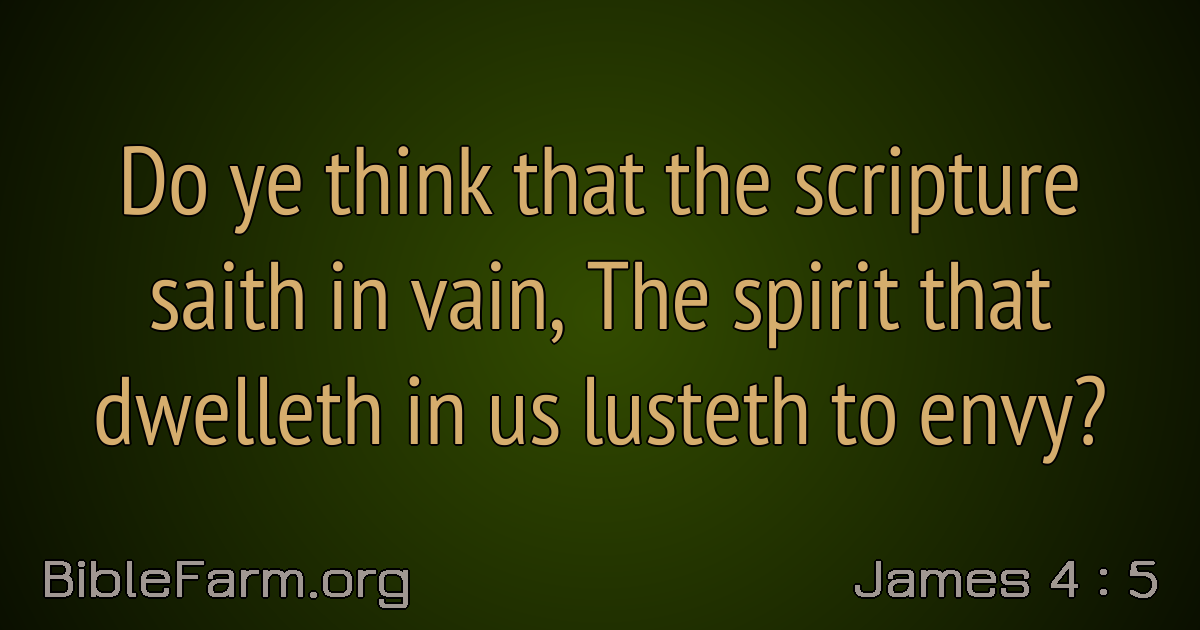 Do ye think that the scripture
saith in vain, The spirit that
dwelleth in us lusteth to envy?
BibleFarm.org
James 4 : 5